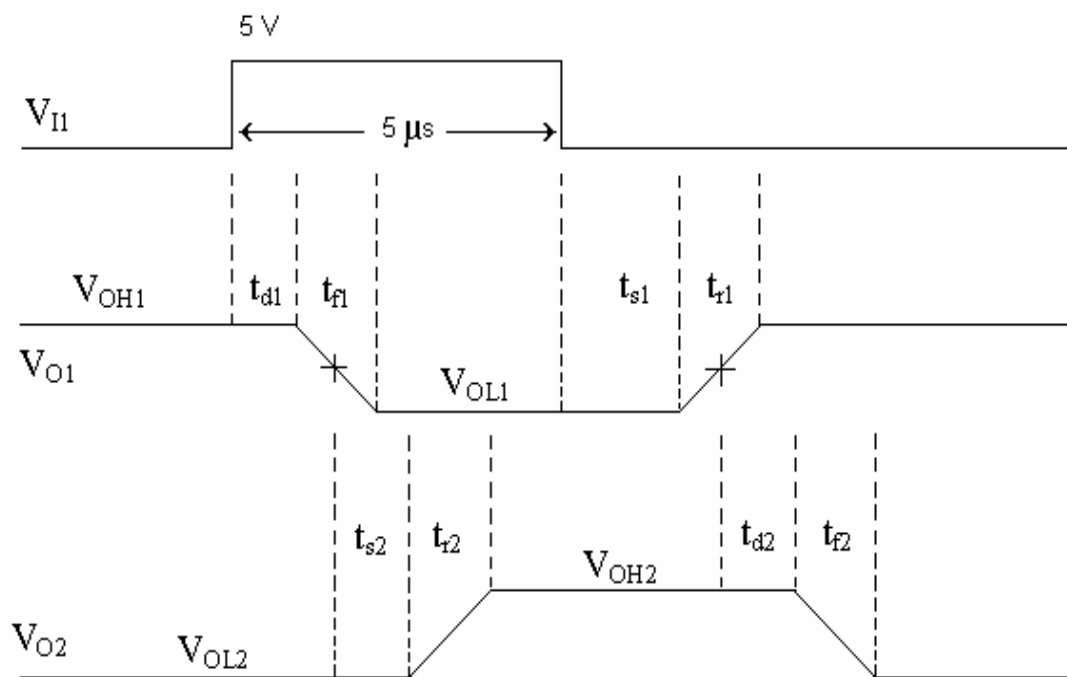 5 V
V_I1
5 μs
V_OH1
t_d1
t_f1
t_s1
t_r1
V_O1
V_OL1
t_s2
t_r2
t_d2
t_f2
V_OH2
V_O2
V_OL2